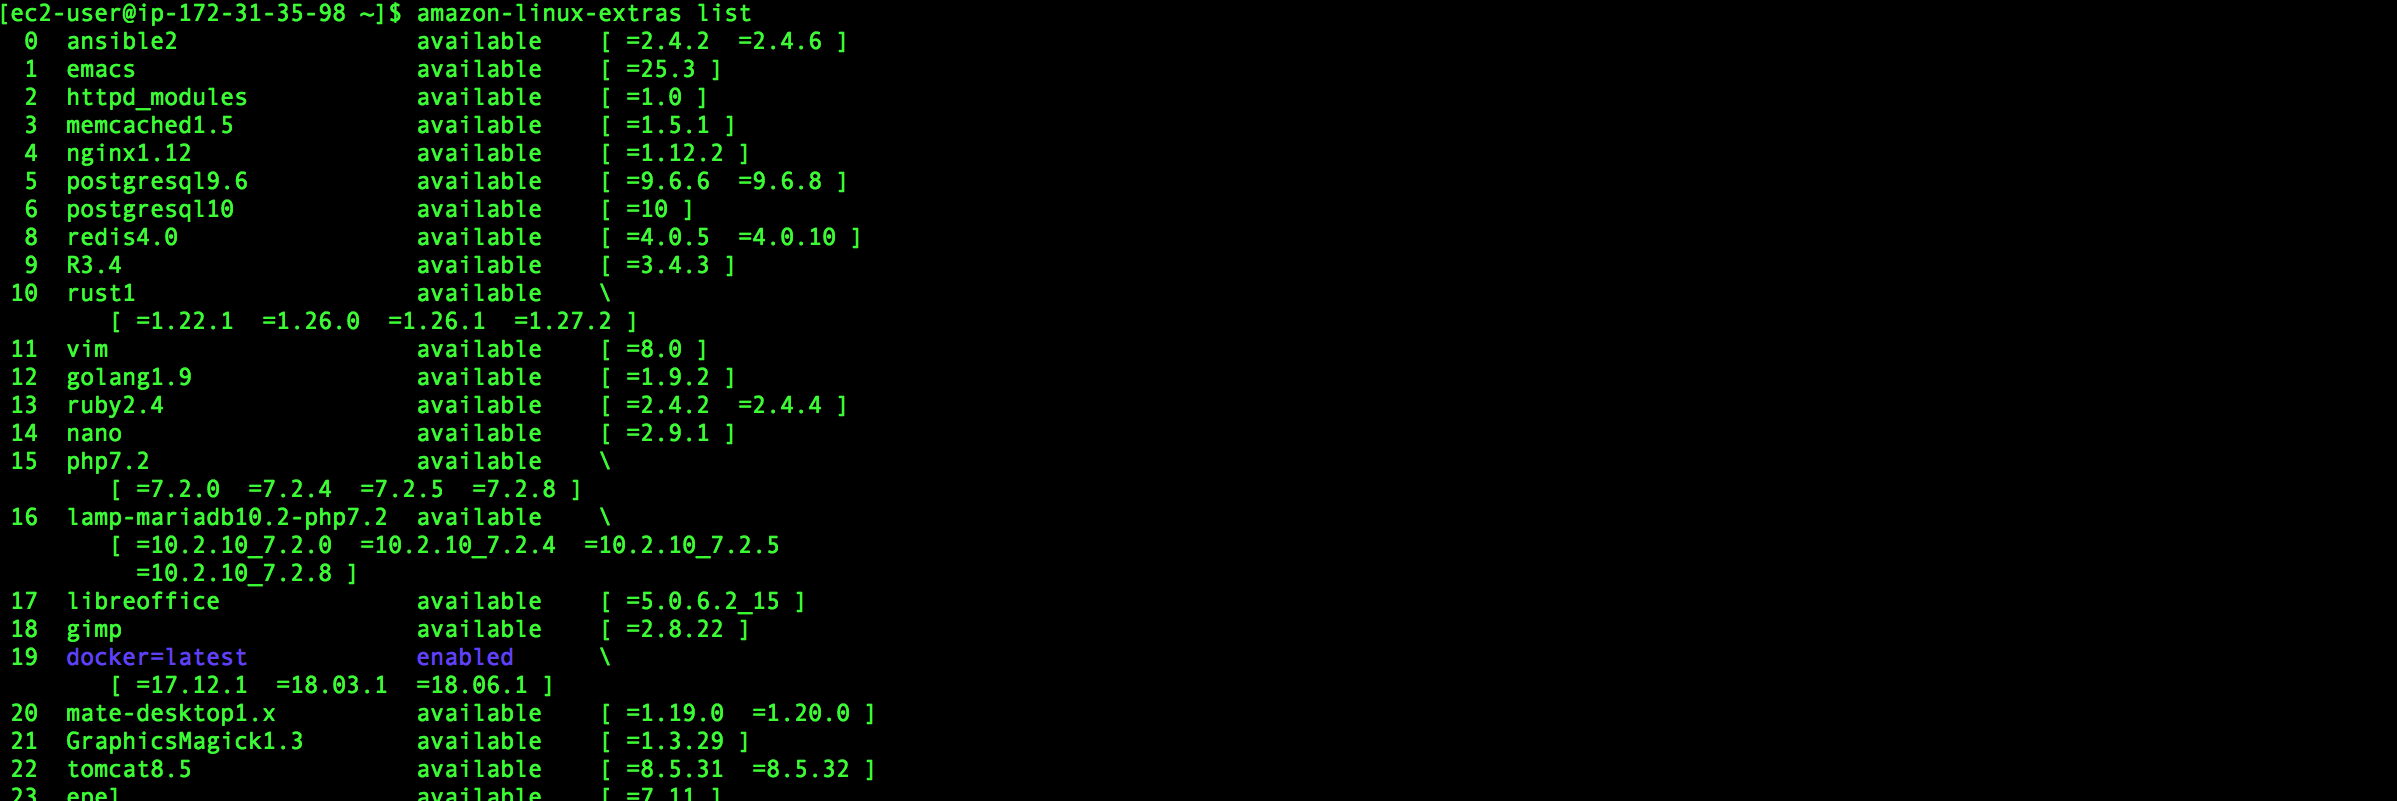 [ec2-user@ip-172-31-35-98 ~]$ amazon-linux-extras list
  0  ansible2                 available    [ =2.4.2  =2.4.6 ]
  1  emacs                    available    [ =25.3 ]
  2  httpd_modules            available    [ =1.0 ]
  3  memcached1.5             available    [ =1.5.1 ]
  4  nginx1.12                available    [ =1.12.2 ]
  5  postgresql9.6            available    [ =9.6.6  =9.6.8 ]
  6  postgresql10             available    [ =10 ]
  8  redis4.0                 available    [ =4.0.5  =4.0.10 ]
  9  R3.4                     available    [ =3.4.3 ]
 10  rust1                    available    \
        [ =1.22.1  =1.26.0  =1.26.1  =1.27.2 ]
 11  vim                      available    [ =8.0 ]
 12  golang1.9                available    [ =1.9.2 ]
 13  ruby2.4                  available    [ =2.4.2  =2.4.4 ]
 14  nano                     available    [ =2.9.1 ]
 15  php7.2                   available    \
        [ =7.2.0  =7.2.4  =7.2.5  =7.2.8 ]
 16  lamp-mariadb10.2-php7.2  available    \
        [ =10.2.10_7.2.0  =10.2.10_7.2.4  =10.2.10_7.2.5
          =10.2.10_7.2.8 ]
 17  libreoffice              available    [ =5.0.6.2_15 ]
 18  gimp                     available    [ =2.8.22 ]
 19  docker=latest            enabled      \
        [ =17.12.1  =18.03.1  =18.06.1 ]
 20  mate-desktop1.x          available    [ =1.19.0  =1.20.0 ]
 21  GraphicsMagick1.3        available    [ =1.3.29 ]
 22  tomcat8.5                available    [ =8.5.31  =8.5.32 ]
 23  epel                     available    [ =7.11 ]